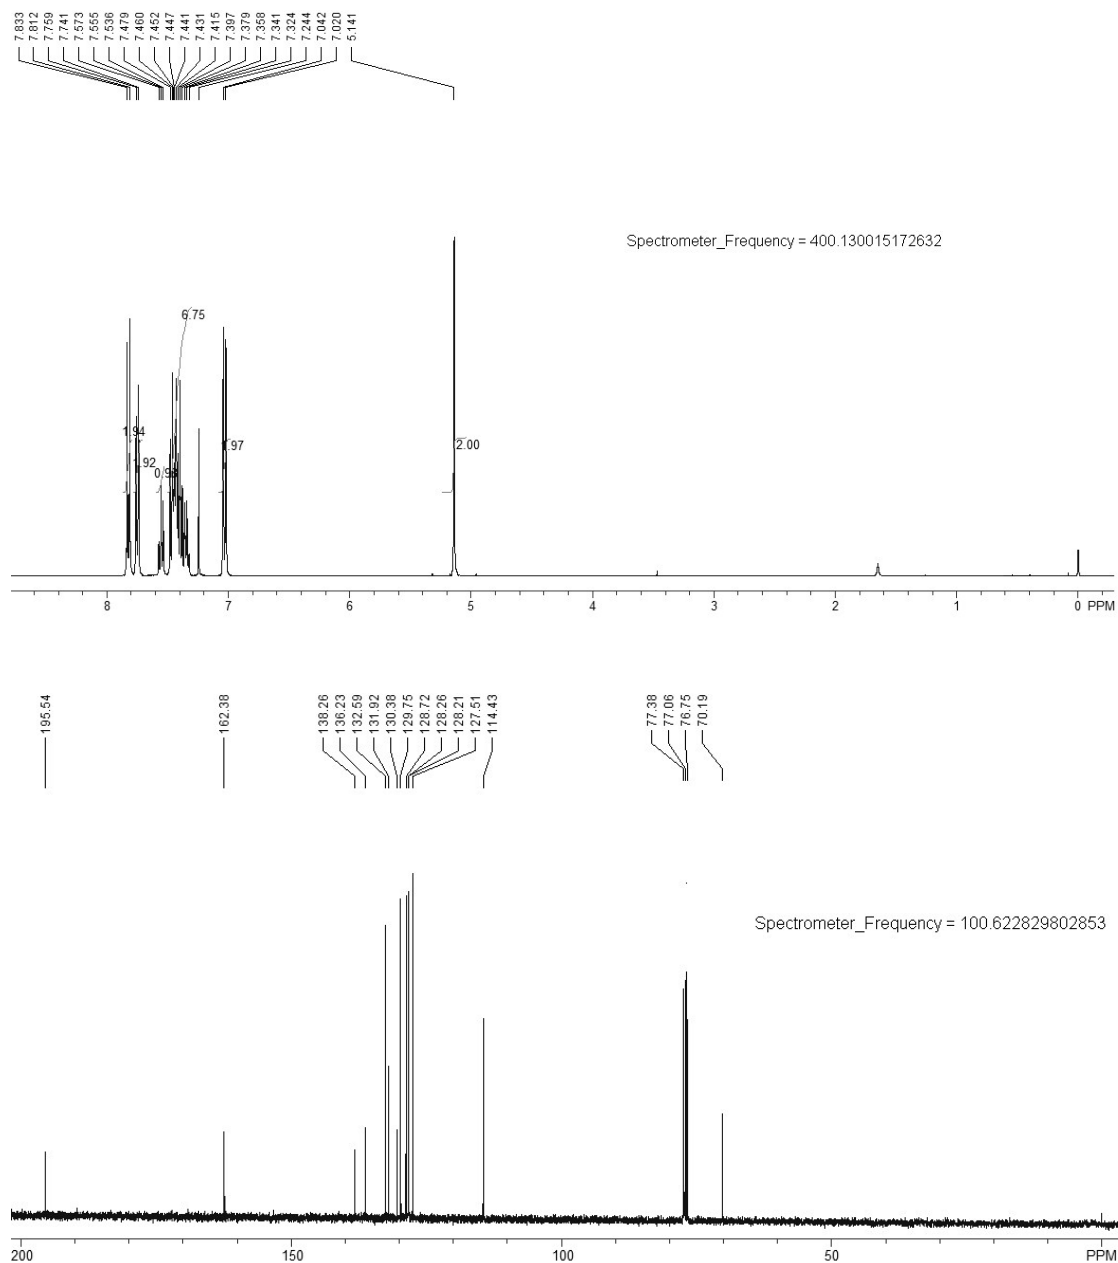 7.833 7.812 7.759 7.741 7.573 7.555 7.536 7.479 7.460 7.452 7.447 7.441 7.431 7.415 7.397 7.379 7.358 7.341 7.324 7.244 7.042 7.020 5.141
Spectrometer_Frequency = 400.130015172632
6.75
1.94
1.92
.97
2.00
8 7 6 5 4 3 2 1 0 PPM
195.54 162.38 138.26 136.23 132.59 131.92 130.38 129.75 128.72 128.26 128.21 127.51 114.43 77.38 77.06 76.75 70.19
Spectrometer_Frequency = 100.622829802853
200 150 100 50 PPM